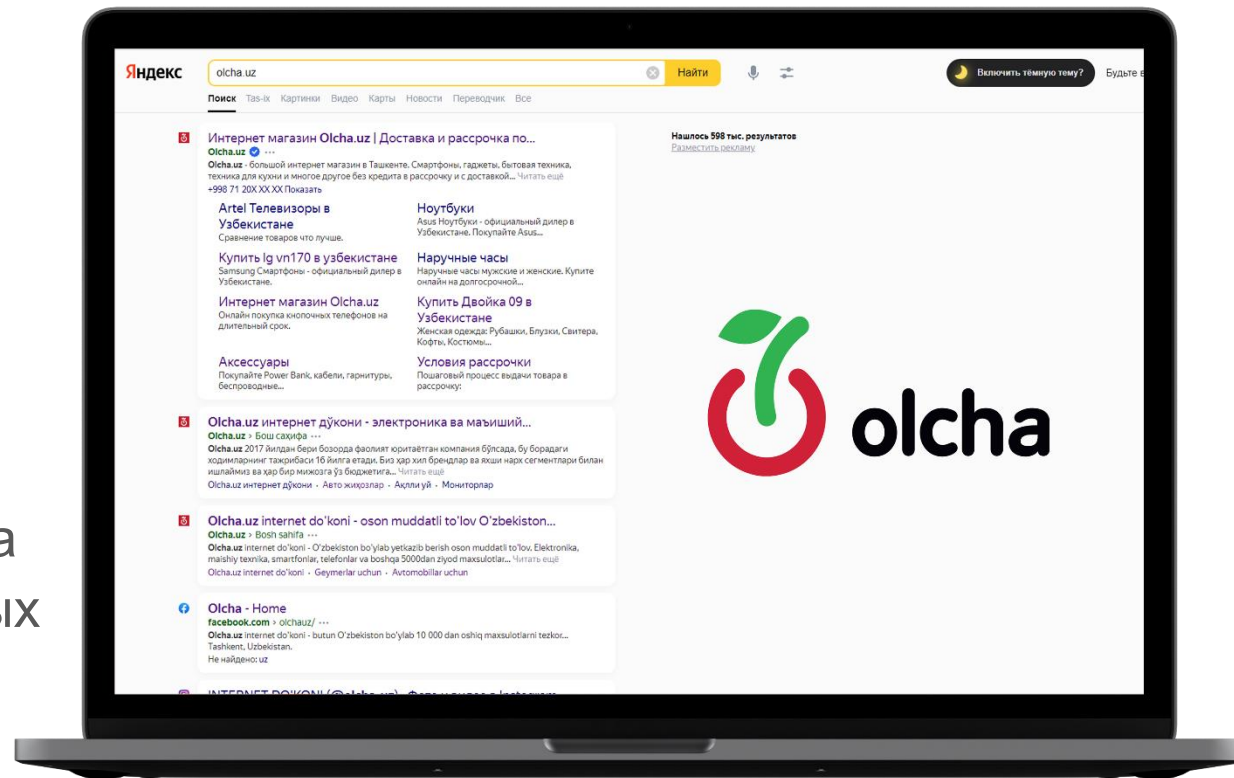 Яндекс
olcha.uz
Найти
Включить тёмную тему?
Будьте в
Поиск Tas-ix Картинки Видео Карты Новости Переводчик Все
Интернет магазин Olcha.uz | Доставка и рассрочка по...
Olcha.uz ···
Olcha.uz - большой интернет магазин в Ташкенте. Смартфоны, гаджеты, бытовая техника,
техника для кухни и многое другое без кредита в рассрочку и с доставкой... Читать ещё
+998 71 20X XX XX Показать
Artel Телевизоры в
Узбекистане
Сравнение товаров что лучше.
Ноутбуки
Asus Ноутбуки - официальный дилер в
Узбекистане. Покупайте Asus...
Купить lg vn170 в узбекистане
Samsung Смартфоны - официальный дилер в
Узбекистане.
Наручные часы
Наручные часы мужские и женские. Купите
онлайн на долгосрочной...
Интернет магазин Olcha.uz
Онлайн покупка кнопочных телефонов на
длительный срок.
Купить Двойка 09 в
Узбекистане
Женская одежда: Рубашки, Блузки, Свитера,
Кофты, Костюмы...
Аксессуары
Покупайте Power Bank, кабели, гарнитуры,
беспроводные...
Условия рассрочки
Пошаговый процесс выдачи товара в
рассрочку:
Olcha.uz интернет дўкони - электроника ва маъиший...
Olcha.uz › Бош саҳифа ···
Olcha.uz 2017 йилдан бери бозорда фаолият юритаётган компания бўлсада, бу борадаги
ходимларнинг тажрибаси 16 йилга етади. Биз ҳар хил брендлар ва яхши нарх сегментлари билан
ишлаймиз ва ҳар бир мижозга ўз бюджетига... Читать ещё
Olcha.uz интернет дўкони · Авто жиҳозлар · Ақлли уй · Мониторлар
Olcha.uz internet do'koni - oson muddatli to'lov O'zbekiston...
Olcha.uz › Bosh sahifa ···
Olcha.uz internet do'koni - O'zbekiston bo'ylab yetkazib berish oson muddatli to'lov. Elektronika,
maishiy texnika, smartfonlar, telefonlar va boshqa 5000dan ziyod maxsulotlar... Читать ещё
Olcha.uz internet do'koni · Geymerlar uchun · Avtomobillar uchun
Olcha - Home
facebook.com › olchauz/ ···
Olcha.uz internet do'koni - butun O'zbekiston bo'ylab 10 000 dan oshiq maxsulotlarni tezkor...
Tashkent, Uzbekistan.
Не найдено: uz
INTERNET DO'KONI (@olcha_uz) - Фото и видео в Instagram
Нашлось 598 тыс. результатов
Разместить рекламу
olcha
а
ых